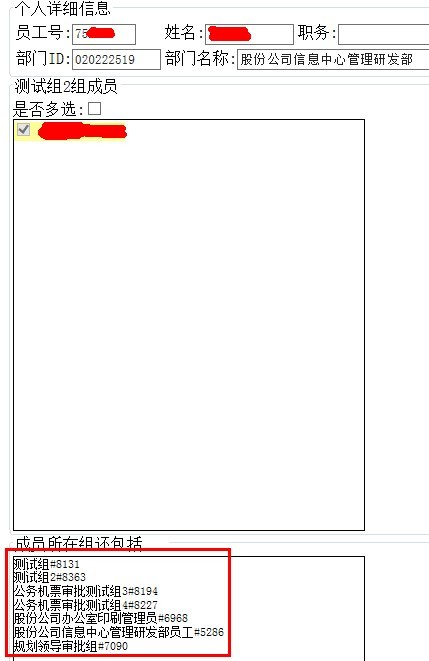 个人详细信息
员工号: 75 姓名: 职务:
部门ID: 020222519 部门名称: 股份公司信息中心管理研发部
测试组2组成员
是否多选:
成员所在组还包括
测试组#8131
测试组2#8363
公务机票审批测试组3#8194
公务机票审批测试组4#8227
股份公司办公室印刷管理员#6968
股份公司信息中心管理研发部员工#5286
规划领导审批组#7090